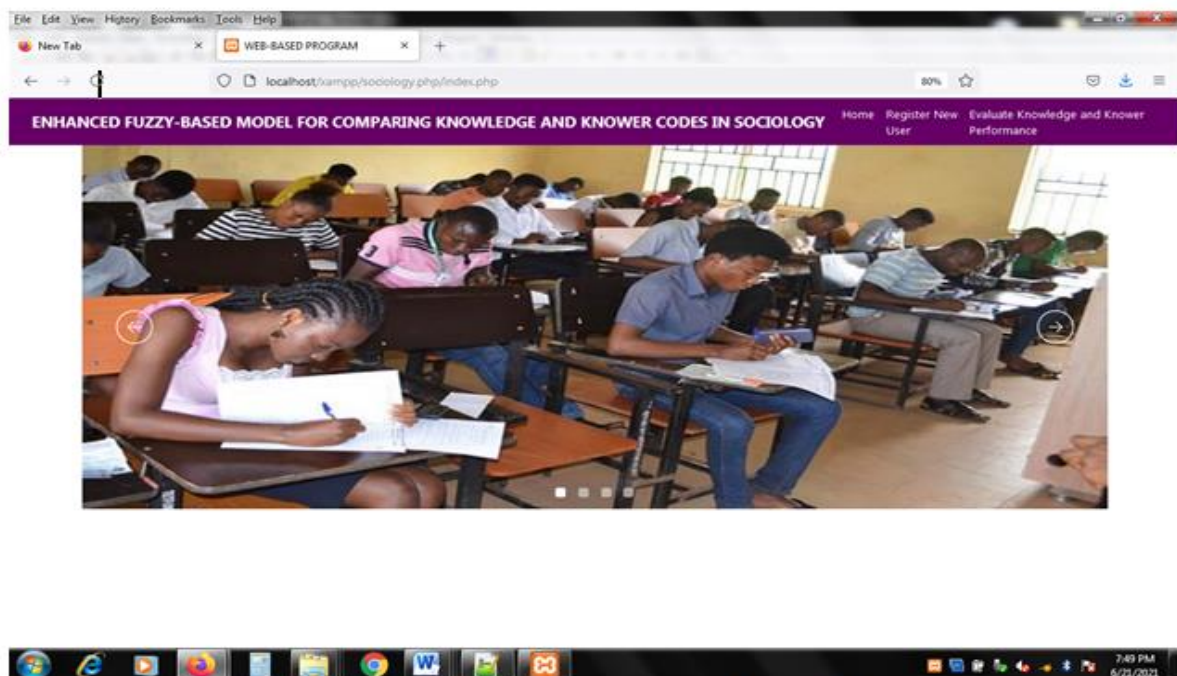 File Edit View History Bookmarks Tools Help
New Tab
WEB-BASED PROGRAM
localhost/xampp/sociology.php/index.php
80%
ENHANCED FUZZY-BASED MODEL FOR COMPARING KNOWLEDGE AND KNOWER CODES IN SOCIOLOGY
Home
Register New
User
Evaluate Knowledge and Knower
Performance
7:49 PM
6/21/2021